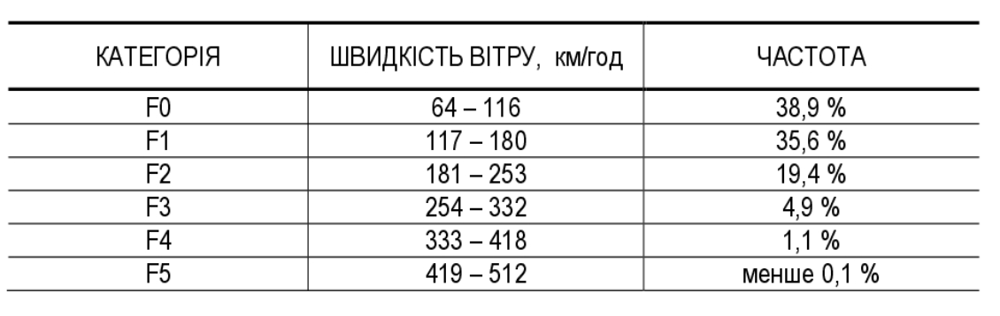 КАТЕГОРІЯ ШВИДКІСТЬ ВІТРУ, км/год ЧАСТОТА
F0 64 – 116 38,9 %
F1 117 – 180 35,6 %
F2 181 – 253 19,4 %
F3 254 – 332 4,9 %
F4 333 – 418 1,1 %
F5 419 – 512 менше 0,1 %